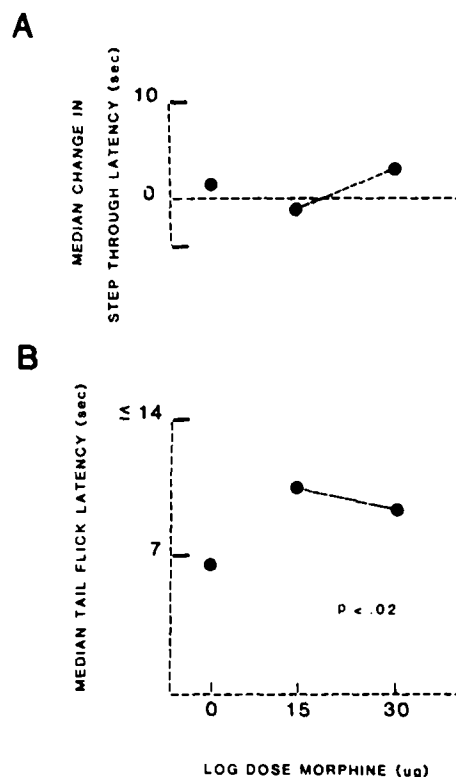 A
MEDIAN CHANGE IN
STEP THROUGH LATENCY (sec)
10
0
B
MEDIAN TAIL FLICK LATENCY (sec)
≥ 14
7
P < .02
0 15 30
LOG DOSE MORPHINE (ug)